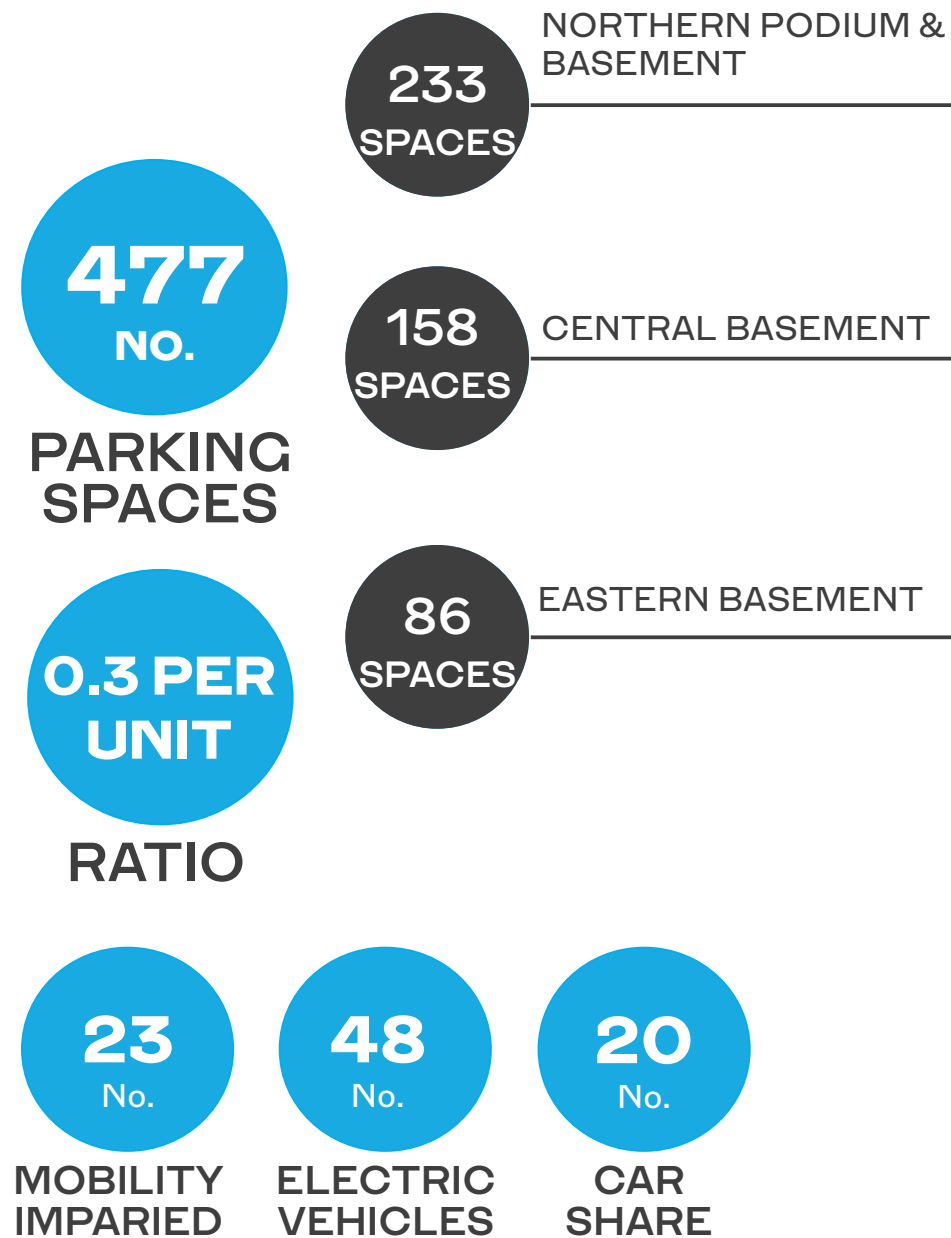 477
NO.
PARKING
SPACES
0.3 PER
UNIT
RATIO
233
SPACES
NORTHERN PODIUM &
BASEMENT
158
SPACES
CENTRAL BASEMENT
86
SPACES
EASTERN BASEMENT
23
No.
MOBILITY
IMPARIED
48
No.
ELECTRIC
VEHICLES
20
No.
CAR
SHARE